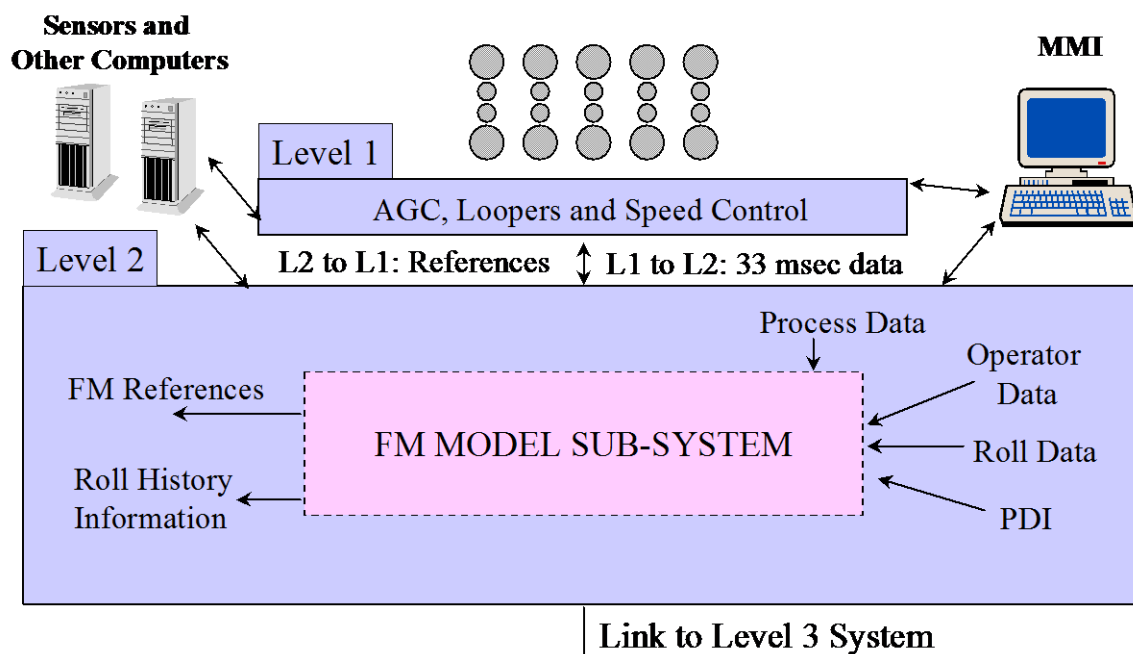 Sensors and
Other Computers
MMI
Level 1
AGC, Loopers and Speed Control
Level 2
L2 to L1: References
L1 to L2: 33 msec data
Process Data
Operator
Data
FM References
FM MODEL SUB-SYSTEM
Roll Data
Roll History
Information
PDI
Link to Level 3 System